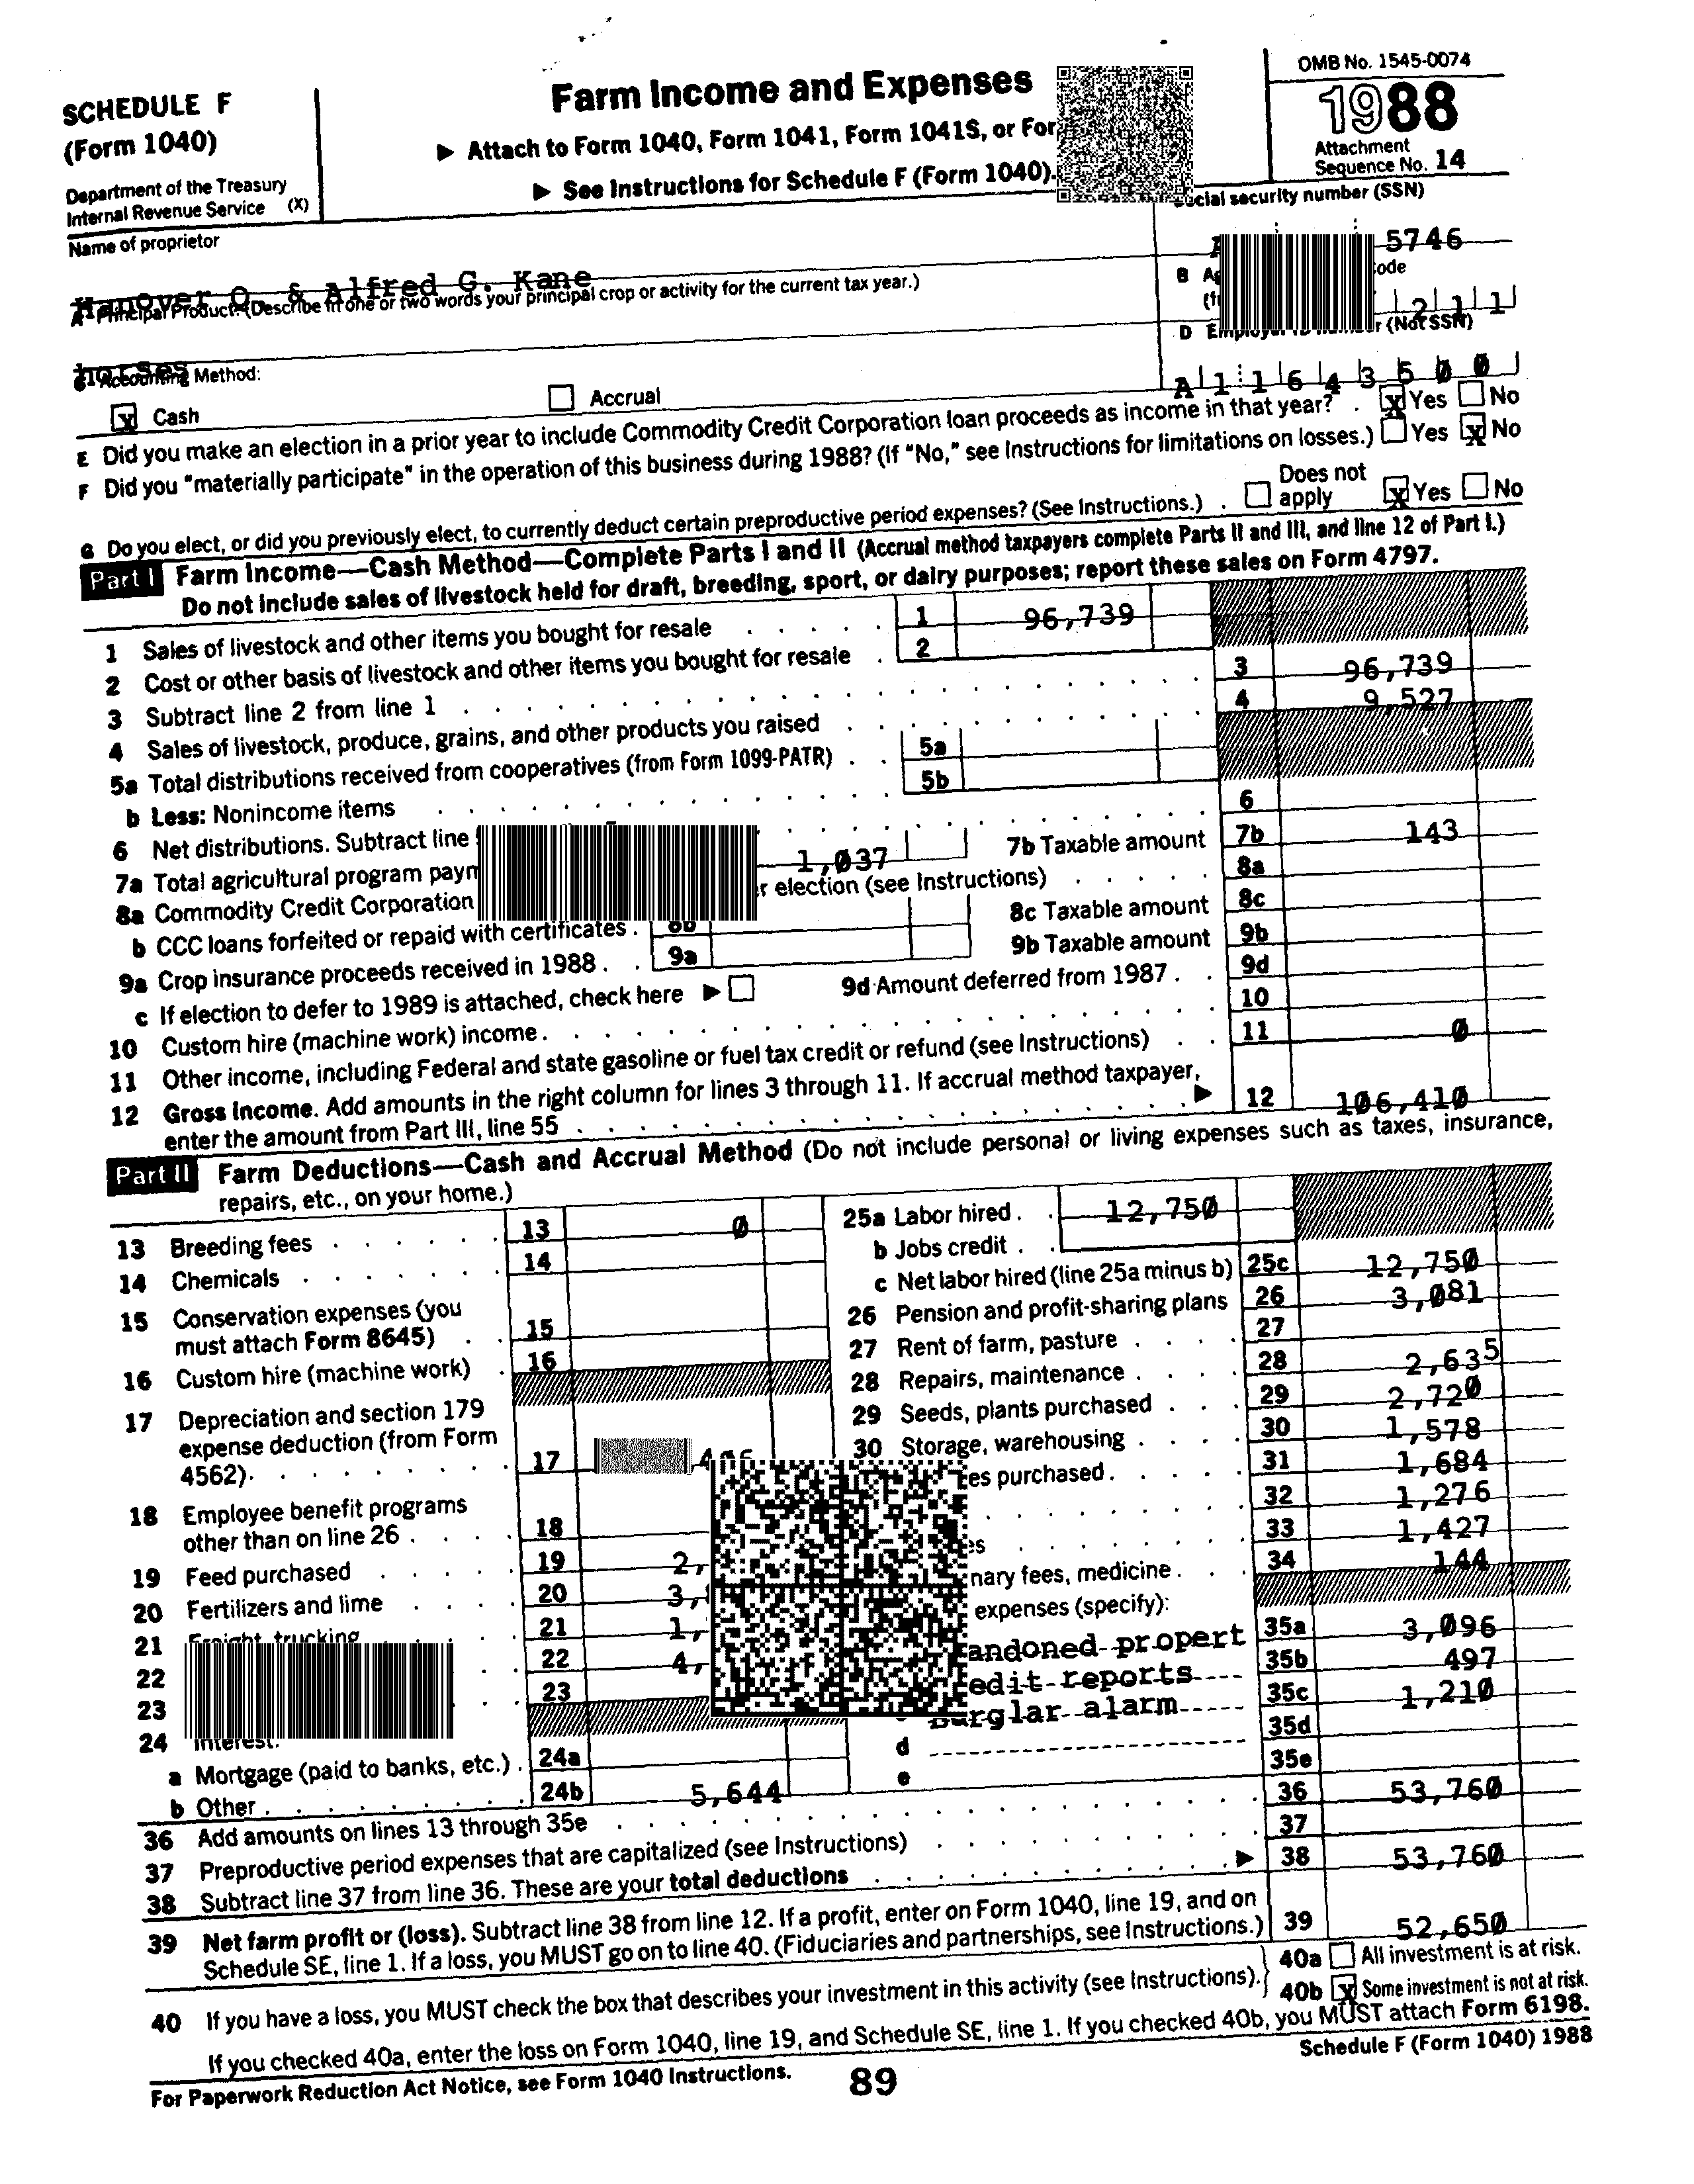 SCHEDULE F
(Form 1040)
Department of the Treasury
Internal Revenue Service (X)
Farm Income and Expenses
▶ Attach to Form 1040, Form 1041, Form 1041S, or
▶ See Instructions for Schedule F (Form 1040).
OMB No. 1545-0074
1988
Attachment
Sequence No. 14
Name of proprietor
social security number (SSN)
Hanover O. & Alfred G. Kane
5746
A Principal Product (Describe in one or two words your principal crop or activity for the current tax year.)
B
2 1 1
horses
D (Not SSN)
A 1 1 6 4 3 5 0 0
C Accounting Method:
x Cash
Accrual
E Did you make an election in a prior year to include Commodity Credit Corporation loan proceeds as income in that year? . x Yes No
F Did you "materially participate" in the operation of this business during 1988? (If "No," see Instructions for limitations on losses.) Yes x No
G Do you elect, or did you previously elect, to currently deduct certain preproductive period expenses? (See Instructions.) . Does not apply x Yes No
Part I Farm Income—Cash Method—Complete Parts I and II (Accrual method taxpayers complete Parts II and III, and line 12 of Part I.)
Do not include sales of livestock held for draft, breeding, sport, or dairy purposes; report these sales on Form 4797.
1 Sales of livestock and other items you bought for resale 1 96,739
2 Cost or other basis of livestock and other items you bought for resale 2
3 Subtract line 2 from line 1 3 96,739
4 Sales of livestock, produce, grains, and other products you raised 4 9,527
5a Total distributions received from cooperatives (from Form 1099-PATR) 5a
b Less: Nonincome items 5b
6 Net distributions. Subtract line 6
7a Total agricultural program 1,037 7b Taxable amount 7b 143
8a Commodity Credit Corporation election (see Instructions) 8a
b CCC loans forfeited or repaid with certificates 8b 8c Taxable amount 8c
9a Crop insurance proceeds received in 1988 9a 9b Taxable amount 9b
c If election to defer to 1989 is attached, check here ▶ 9d Amount deferred from 1987 9d
10 Custom hire (machine work) income 10
11 Other income, including Federal and state gasoline or fuel tax credit or refund (see Instructions) 11 0
12 Gross income. Add amounts in the right column for lines 3 through 11. If accrual method taxpayer,
enter the amount from Part III, line 55 ▶ 12 106,410
Part II Farm Deductions—Cash and Accrual Method (Do not include personal or living expenses such as taxes, insurance,
repairs, etc., on your home.)
13 Breeding fees 13 0
14 Chemicals 14
15 Conservation expenses (you
must attach Form 8645) 15
16 Custom hire (machine work) 16
17 Depreciation and section 179
expense deduction (from Form
4562) 17
18 Employee benefit programs
other than on line 26 18
19 Feed purchased 19 2,
20 Fertilizers and lime 20 3,
21 Freight, trucking 21 1,
22 22 4,
23 23
24 Interest:
a Mortgage (paid to banks, etc.) 24a
b Other 24b 5,644
25a Labor hired 12,750
b Jobs credit
c Net labor hired (line 25a minus b) 25c 12,750
26 Pension and profit-sharing plans 26 3,081
27 Rent of farm, pasture 27
28 Repairs, maintenance 28 2,635
29 Seeds, plants purchased 29 2,720
30 Storage, warehousing 30 1,578
purchased 31 1,684
32 1,276
33 1,427
fees, medicine 34 144
expenses (specify):
propert 35a 3,096
reports 35b 497
Burglar alarm 35c 1,210
d 35d
e 35e
36 Add amounts on lines 13 through 35e 36 53,760
37 Preproductive period expenses that are capitalized (see Instructions) 37
38 Subtract line 37 from line 36. These are your total deductions ▶ 38 53,760
39 Net farm profit or (loss). Subtract line 38 from line 12. If a profit, enter on Form 1040, line 19, and on
Schedule SE, line 1. If a loss, you MUST go on to line 40. (Fiduciaries and partnerships, see Instructions.) 39 52,650
40 If you have a loss, you MUST check the box that describes your investment in this activity (see Instructions). 40a All investment is at risk.
40b x Some investment is not at risk.
If you checked 40a, enter the loss on Form 1040, line 19, and Schedule SE, line 1. If you checked 40b, you MUST attach Form 6198.
For Paperwork Reduction Act Notice, see Form 1040 Instructions. 89 Schedule F (Form 1040) 1988